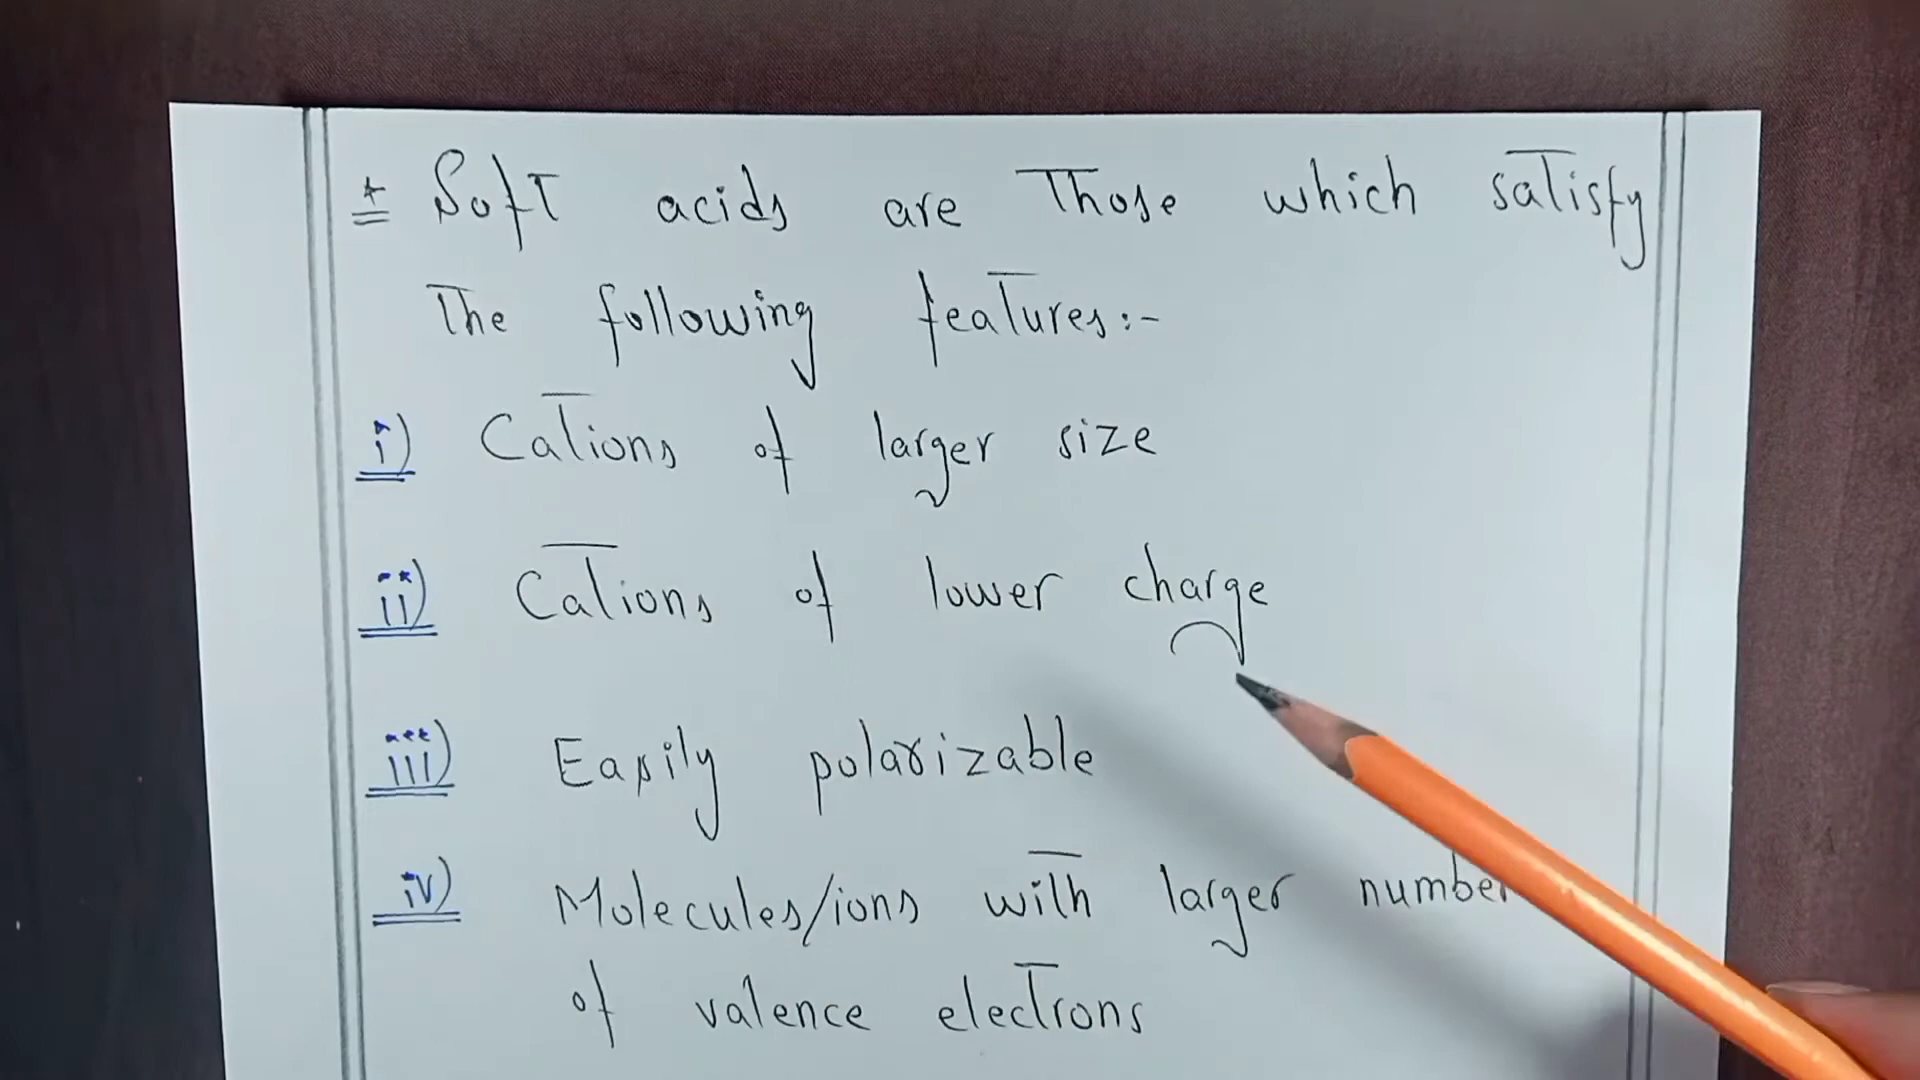 * Soft acids are Those which satisfy
The following features:-
i) Cations of larger size
ii) Cations of lower charge
iii) Easily polarizable
iv) Molecules/ions with larger number
of valence electrons